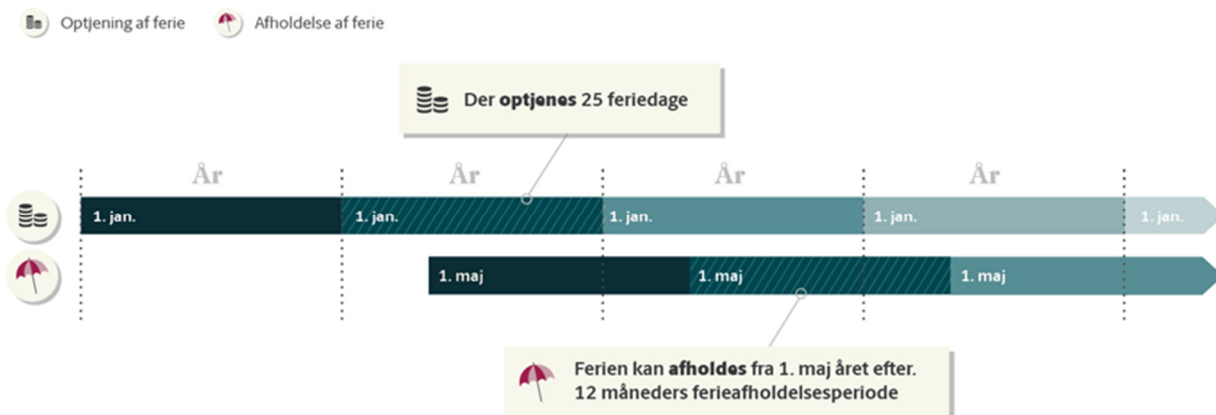 Optjening af ferie
Afholdelse af ferie
Der optjenes 25 feriedage
År
År
År
År
1. jan.
1. jan.
1. jan.
1. jan.
1. jan.
1. maj
1. maj
1. maj
Ferien kan afholdes fra 1. maj året efter.
12 måneders ferieafholdelsesperiode